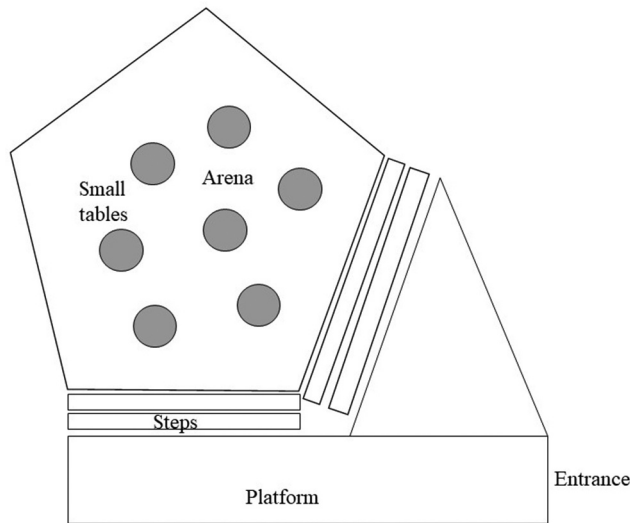 Arena
Small
tables
Steps
Entrance
Platform